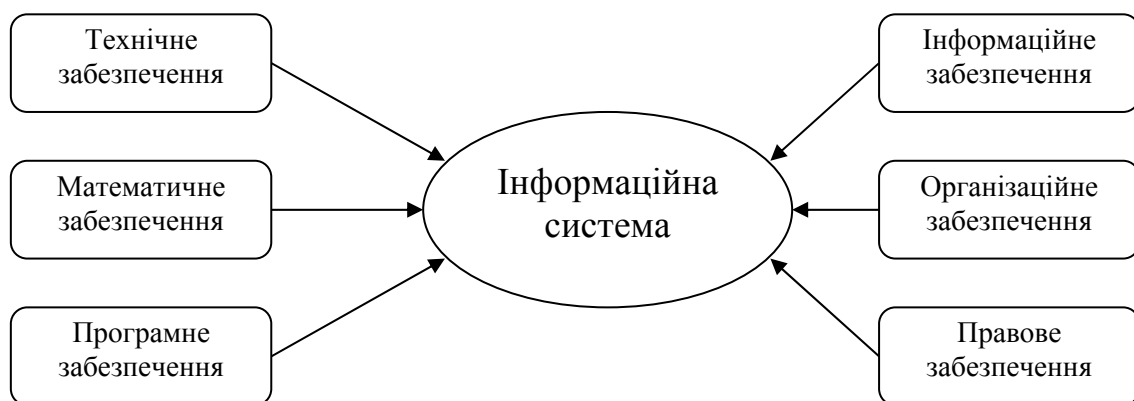 Технічне
забезпечення
Математичне
забезпечення
Програмне
забезпечення
Інформаційна
система
Інформаційне
забезпечення
Організаційне
забезпечення
Правове
забезпечення